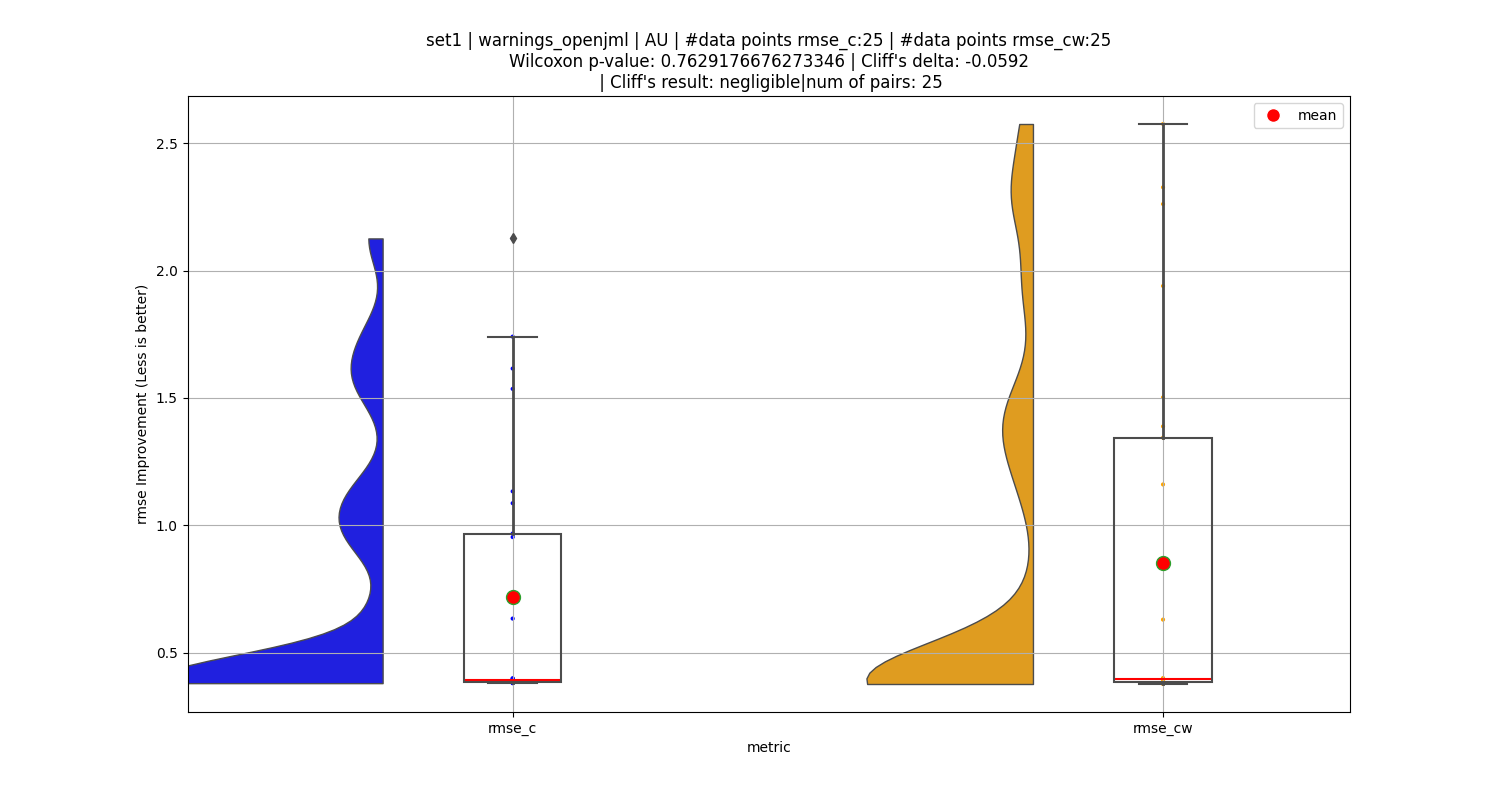 set1 | warnings_openjml | AU | #data points rmse_c:25 | #data points rmse_cw:25
Wilcoxon p-value: 0.7629176676273346 | Cliff's delta: -0.0592
| Cliff's result: negligible|num of pairs: 25
mean
2.5
2.0
1.5
1.0
0.5
rmse Improvement (Less is better)
rmse_c
rmse_cw
metric